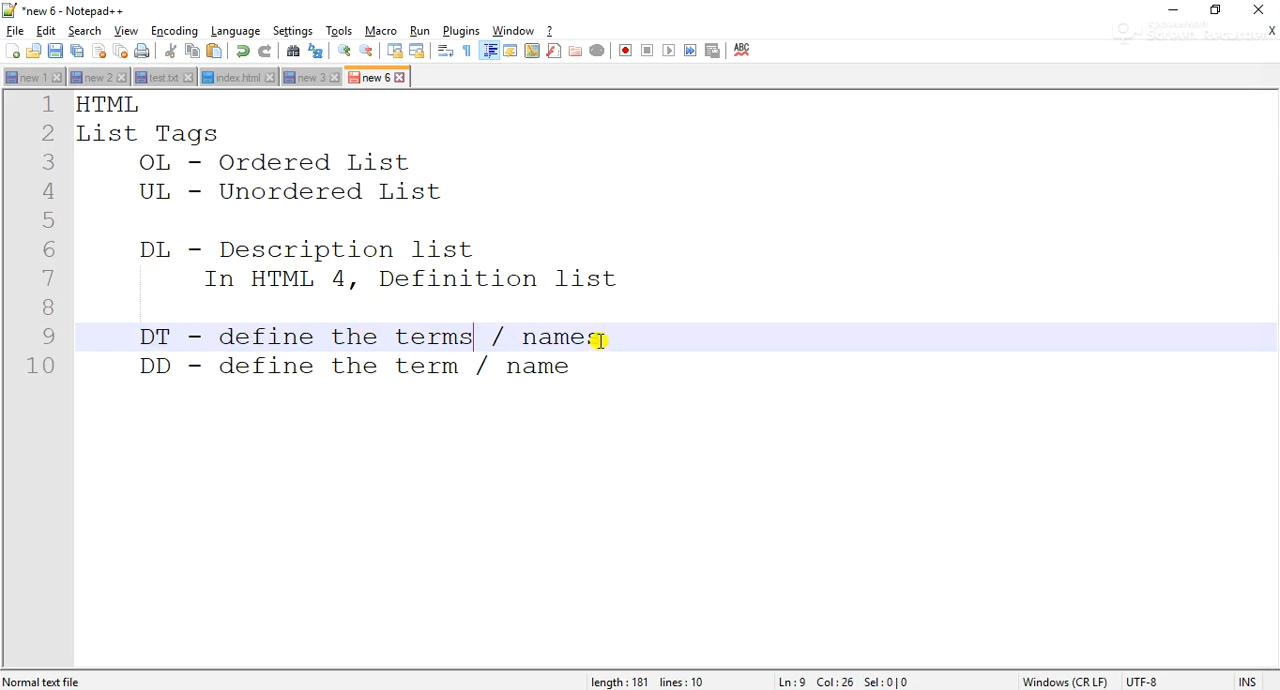 *new 6 - Notepad++
File Edit Search View Encoding Language Settings Tools Macro Run Plugins Window ? X
new 1 new 2 test.txt index.html new 3 new 6
1 HTML
2 List Tags
3 OL - Ordered List
4 UL - Unordered List
5
6 DL - Description list
7 In HTML 4, Definition list
8
9 DT - define the terms / names
10 DD - define the term / name
Normal text file length : 181 lines : 10 Ln : 9 Col : 26 Sel : 0 | 0 Windows (CR LF) UTF-8 INS